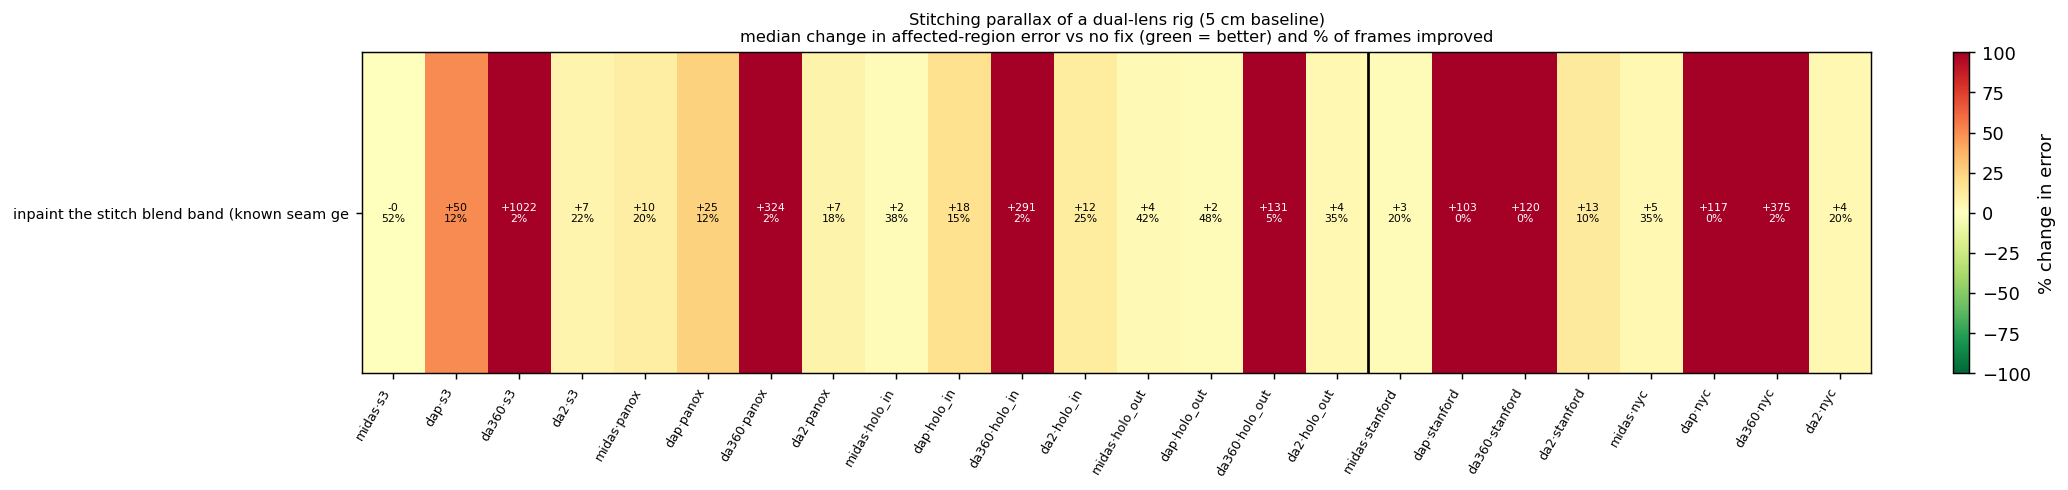 Stitching parallax of a dual-lens rig (5 cm baseline)
median change in affected-region error vs no fix (green = better) and % of frames improved
inpaint the stitch blend band (known seam ge
-0 +50 +1022 +7 +10 +25 +324 +7 +2 +18 +291 +12 +4 +2 +131 +4 +3 +103 +120 +13 +5 +117 +375 +4
52% 12% 2% 22% 20% 12% 2% 18% 38% 15% 2% 25% 42% 48% 5% 35% 20% 0% 0% 10% 35% 0% 2% 20%
midas·s3
dap·s3
da360·s3
da2·s3
midas·panox
dap·panox
da360·panox
da2·panox
midas·holo_in
dap·holo_in
da360·holo_in
da2·holo_in
midas·holo_out
dap·holo_out
da360·holo_out
da2·holo_out
midas·stanford
dap·stanford
da360·stanford
da2·stanford
midas·nyc
dap·nyc
da360·nyc
da2·nyc
100
75
50
25
0
−25
−50
−75
−100
% change in error